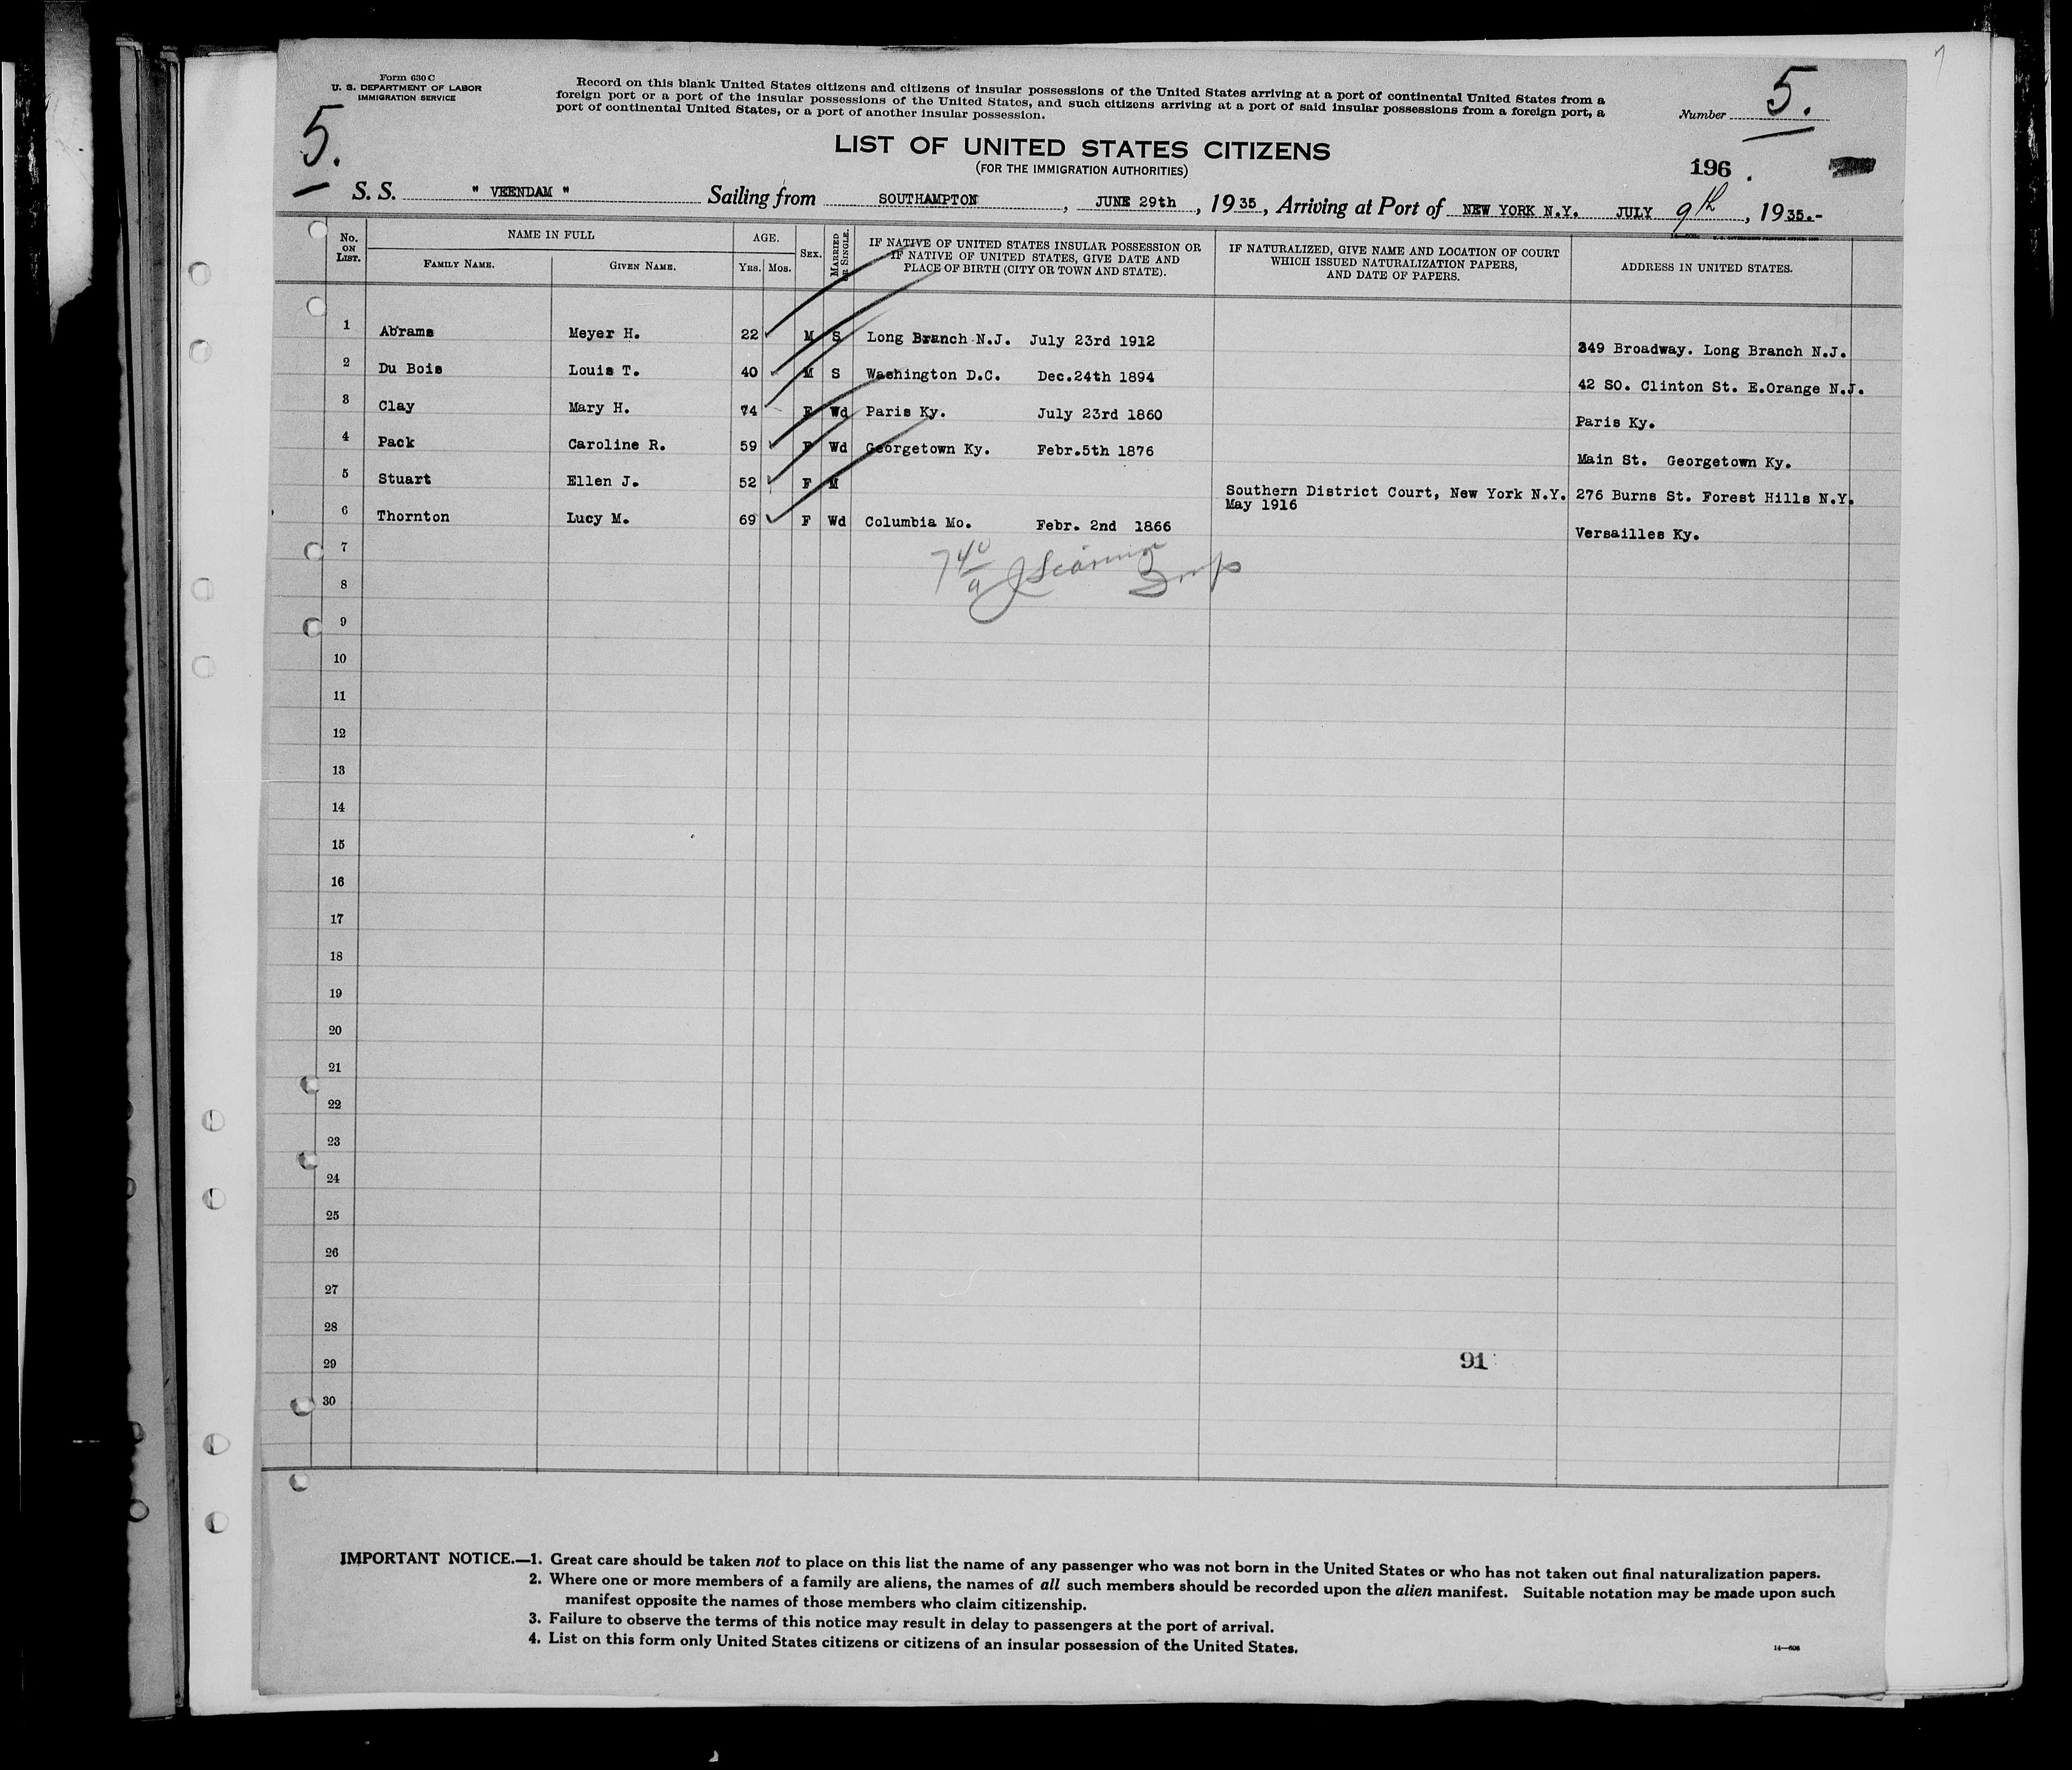 Form 630 C
U. S. DEPARTMENT OF LABOR
IMMIGRATION SERVICE
Record on this blank United States citizens and citizens of insular possessions of the United States arriving at a port of continental United States from a
foreign port or a port of the insular possessions of the United States, and such citizens arriving at a port of said insular possessions from a foreign port, a
port of continental United States, or a port of another insular possession.
Number 5.
5.
LIST OF UNITED STATES CITIZENS
(FOR THE IMMIGRATION AUTHORITIES)
196 .
S. S. " VEENDAM " Sailing from SOUTHAMPTON, JUNE 29th, 1935, Arriving at Port of NEW YORK N.Y. JULY 9th, 1935.-
No. ON LIST. NAME IN FULL AGE. SEX. MARRIED OR SINGLE. IF NATIVE OF UNITED STATES INSULAR POSSESSION OR IF NATIVE OF UNITED STATES, GIVE DATE AND PLACE OF BIRTH (CITY OR TOWN AND STATE). IF NATURALIZED, GIVE NAME AND LOCATION OF COURT WHICH ISSUED NATURALIZATION PAPERS, AND DATE OF PAPERS. ADDRESS IN UNITED STATES.
FAMILY NAME. GIVEN NAME. YRS. MOS.
1 Abrams Meyer H. 22 M S Long Branch N.J. July 23rd 1912 349 Broadway. Long Branch N.J.
2 Du Bois Louis T. 40 M S Washington D.C. Dec.24th 1894 42 SO. Clinton St. E.Orange N.J.
3 Clay Mary H. 74 F Wd Paris Ky. July 23rd 1860 Paris Ky.
4 Pack Caroline R. 59 F Wd Georgetown Ky. Febr.5th 1876 Main St. Georgetown Ky.
5 Stuart Ellen J. 52 F M Southern District Court, New York N.Y. 276 Burns St. Forest Hills N.Y.
May 1916
6 Thornton Lucy M. 69 F Wd Columbia Mo. Febr. 2nd 1866 Versailles Ky.
7
8
9
10
11
12
13
14
15
16
17
18
19
20
21
22
23
24
25
26
27
28
29
91
30
IMPORTANT NOTICE.—1. Great care should be taken not to place on this list the name of any passenger who was not born in the United States or who has not taken out final naturalization papers.
2. Where one or more members of a family are aliens, the names of all such members should be recorded upon the alien manifest. Suitable notation may be made upon such
manifest opposite the names of those members who claim citizenship.
3. Failure to observe the terms of this notice may result in delay to passengers at the port of arrival.
4. List on this form only United States citizens or citizens of an insular possession of the United States.
14—608